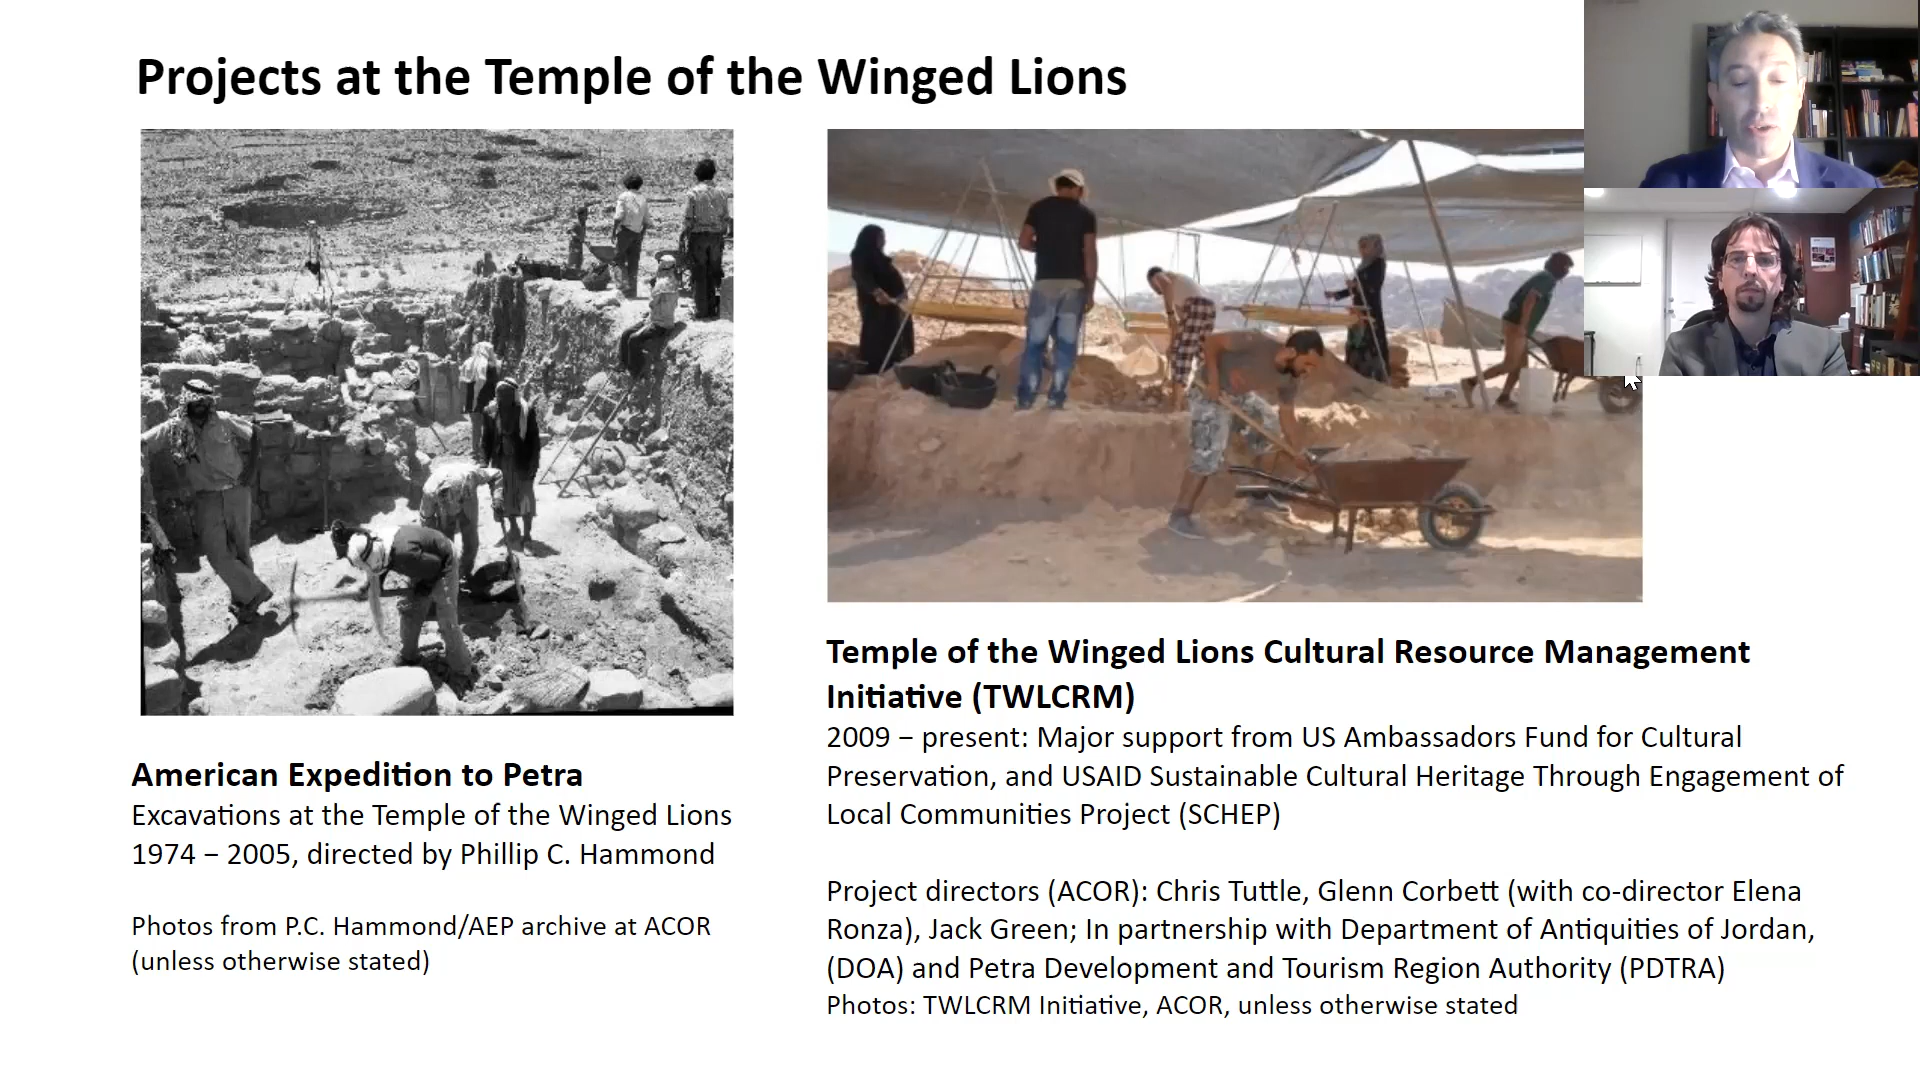 Projects at the Temple of the Winged Lions
American Expedition to Petra
Excavations at the Temple of the Winged Lions
1974 – 2005, directed by Phillip C. Hammond
Photos from P.C. Hammond/AEP archive at ACOR
(unless otherwise stated)
Temple of the Winged Lions Cultural Resource Management
Initiative (TWLCRM)
2009 – present: Major support from US Ambassadors Fund for Cultural
Preservation, and USAID Sustainable Cultural Heritage Through Engagement of
Local Communities Project (SCHEP)
Project directors (ACOR): Chris Tuttle, Glenn Corbett (with co-director Elena
Ronza), Jack Green; In partnership with Department of Antiquities of Jordan,
(DOA) and Petra Development and Tourism Region Authority (PDTRA)
Photos: TWLCRM Initiative, ACOR, unless otherwise stated